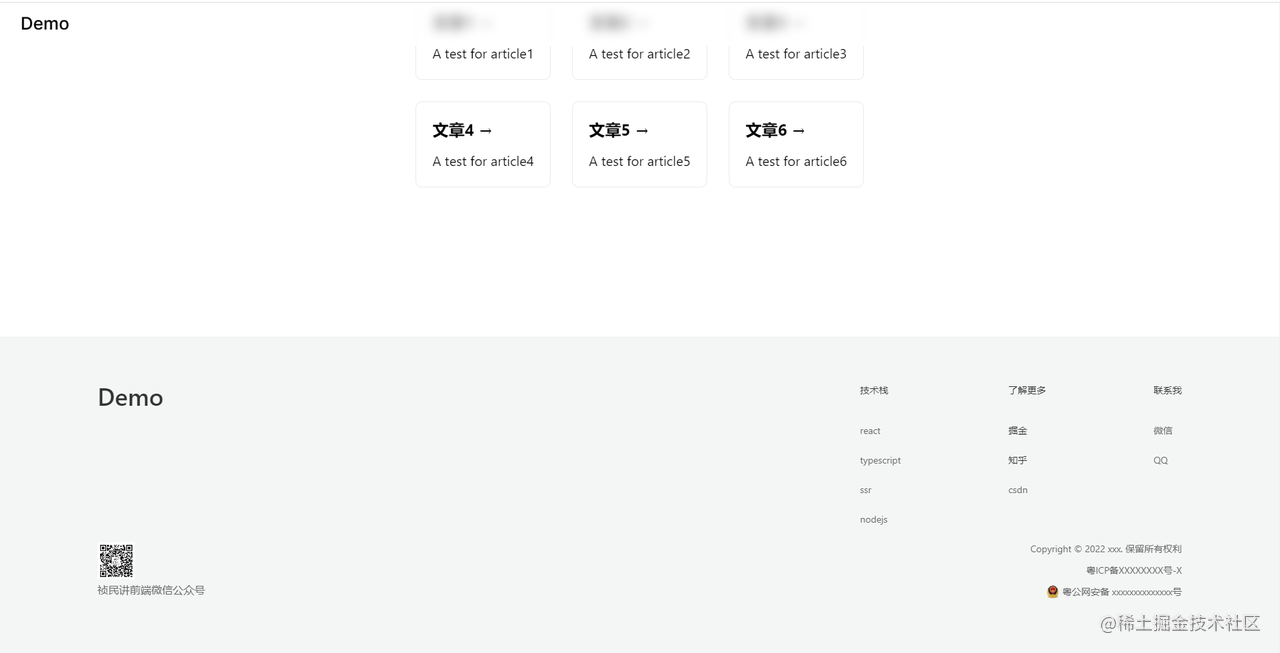 Demo
A test for article1
A test for article2
A test for article3
文章4 →
A test for article4
文章5 →
A test for article5
文章6 →
A test for article6
Demo
技术栈
react
typescript
ssr
nodejs
了解更多
掘金
知乎
csdn
联系我
微信
QQ
祯民讲前端微信公众号
Copyright © 2022 xxx. 保留所有权利
粤ICP备XXXXXXXX号-X
粤公网安备 xxxxxxxxxxxxx号
@稀土掘金技术社区